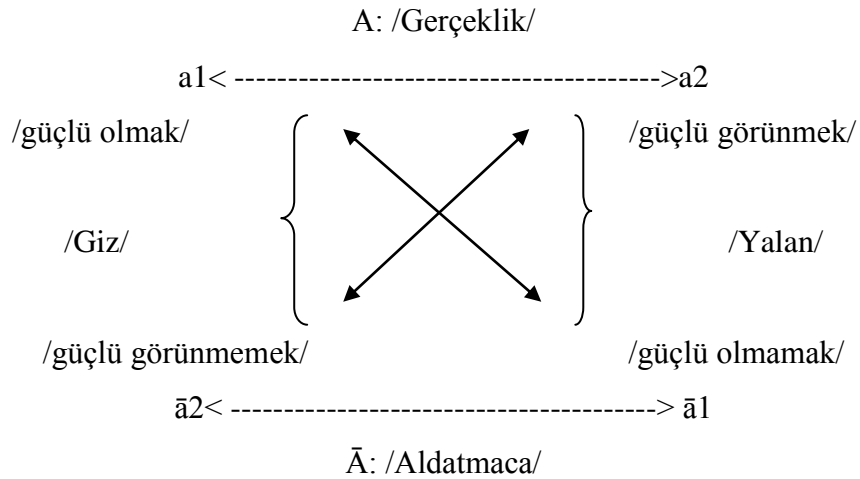 A: /Gerçeklik/
a1< ---------------------------------------->a2
/güçlü olmak/ /güçlü görünmek/
/Giz/ /Yalan/
/güçlü görünmemek/ /güçlü olmamak/
ā2< ----------------------------------------> ā1
Ā: /Aldatmaca/